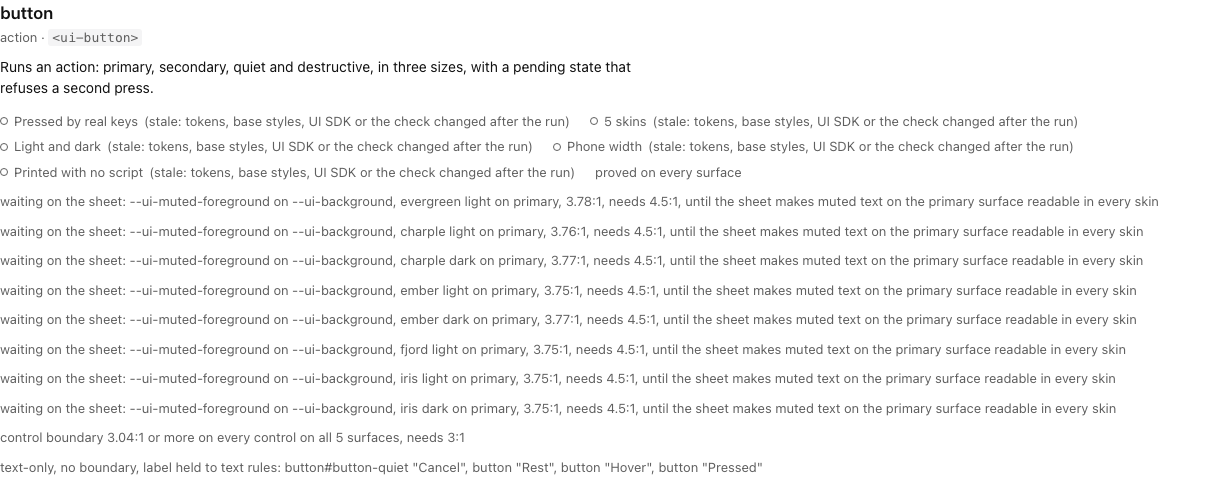 button
action · <ui-button>
Runs an action: primary, secondary, quiet and destructive, in three sizes, with a pending state that
refuses a second press.
Pressed by real keys (stale: tokens, base styles, UI SDK or the check changed after the run) 5 skins (stale: tokens, base styles, UI SDK or the check changed after the run)
Light and dark (stale: tokens, base styles, UI SDK or the check changed after the run) Phone width (stale: tokens, base styles, UI SDK or the check changed after the run)
Printed with no script (stale: tokens, base styles, UI SDK or the check changed after the run) proved on every surface
waiting on the sheet: --ui-muted-foreground on --ui-background, evergreen light on primary, 3.78:1, needs 4.5:1, until the sheet makes muted text on the primary surface readable in every skin
waiting on the sheet: --ui-muted-foreground on --ui-background, charple light on primary, 3.76:1, needs 4.5:1, until the sheet makes muted text on the primary surface readable in every skin
waiting on the sheet: --ui-muted-foreground on --ui-background, charple dark on primary, 3.77:1, needs 4.5:1, until the sheet makes muted text on the primary surface readable in every skin
waiting on the sheet: --ui-muted-foreground on --ui-background, ember light on primary, 3.75:1, needs 4.5:1, until the sheet makes muted text on the primary surface readable in every skin
waiting on the sheet: --ui-muted-foreground on --ui-background, ember dark on primary, 3.77:1, needs 4.5:1, until the sheet makes muted text on the primary surface readable in every skin
waiting on the sheet: --ui-muted-foreground on --ui-background, fjord light on primary, 3.75:1, needs 4.5:1, until the sheet makes muted text on the primary surface readable in every skin
waiting on the sheet: --ui-muted-foreground on --ui-background, iris light on primary, 3.75:1, needs 4.5:1, until the sheet makes muted text on the primary surface readable in every skin
waiting on the sheet: --ui-muted-foreground on --ui-background, iris dark on primary, 3.75:1, needs 4.5:1, until the sheet makes muted text on the primary surface readable in every skin
control boundary 3.04:1 or more on every control on all 5 surfaces, needs 3:1
text-only, no boundary, label held to text rules: button#button-quiet "Cancel", button "Rest", button "Hover", button "Pressed"